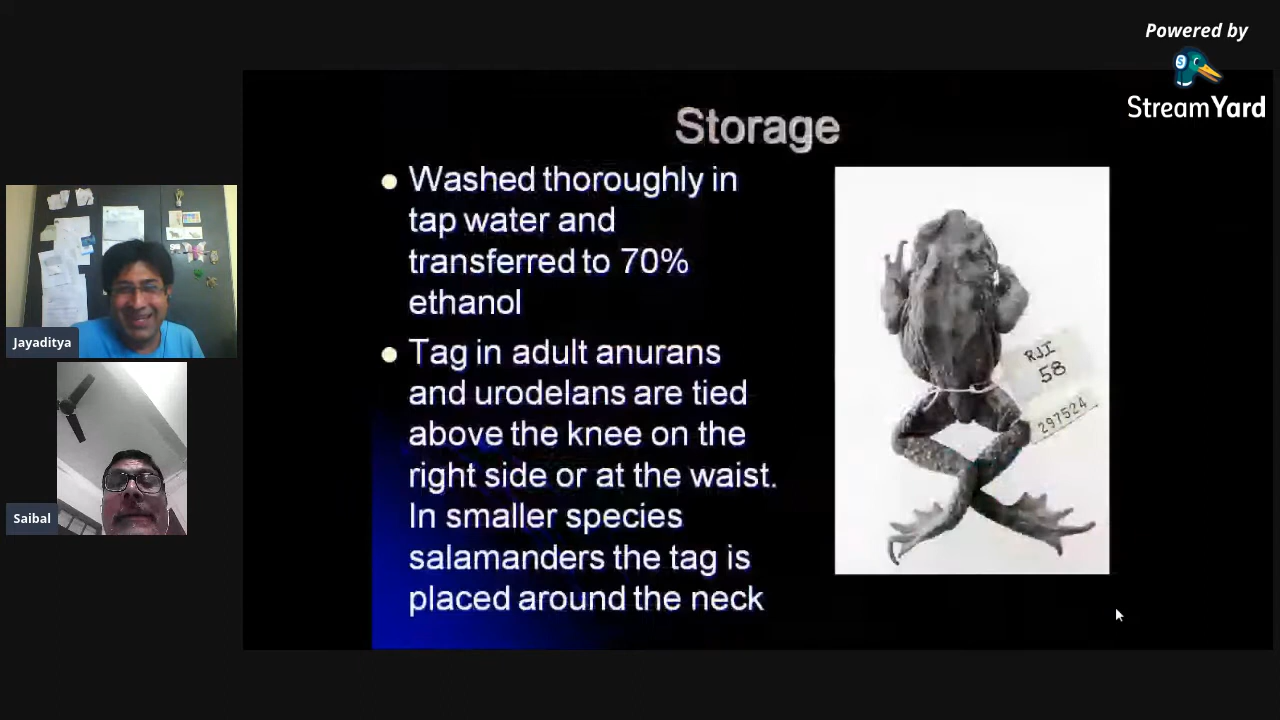 Powered by
StreamYard
Storage
Washed thoroughly in
tap water and
transferred to 70%
ethanol
Tag in adult anurans
and urodelans are tied
above the knee on the
right side or at the waist.
In smaller species
salamanders the tag is
placed around the neck
RJI
58
297524
Jayaditya
Saibal